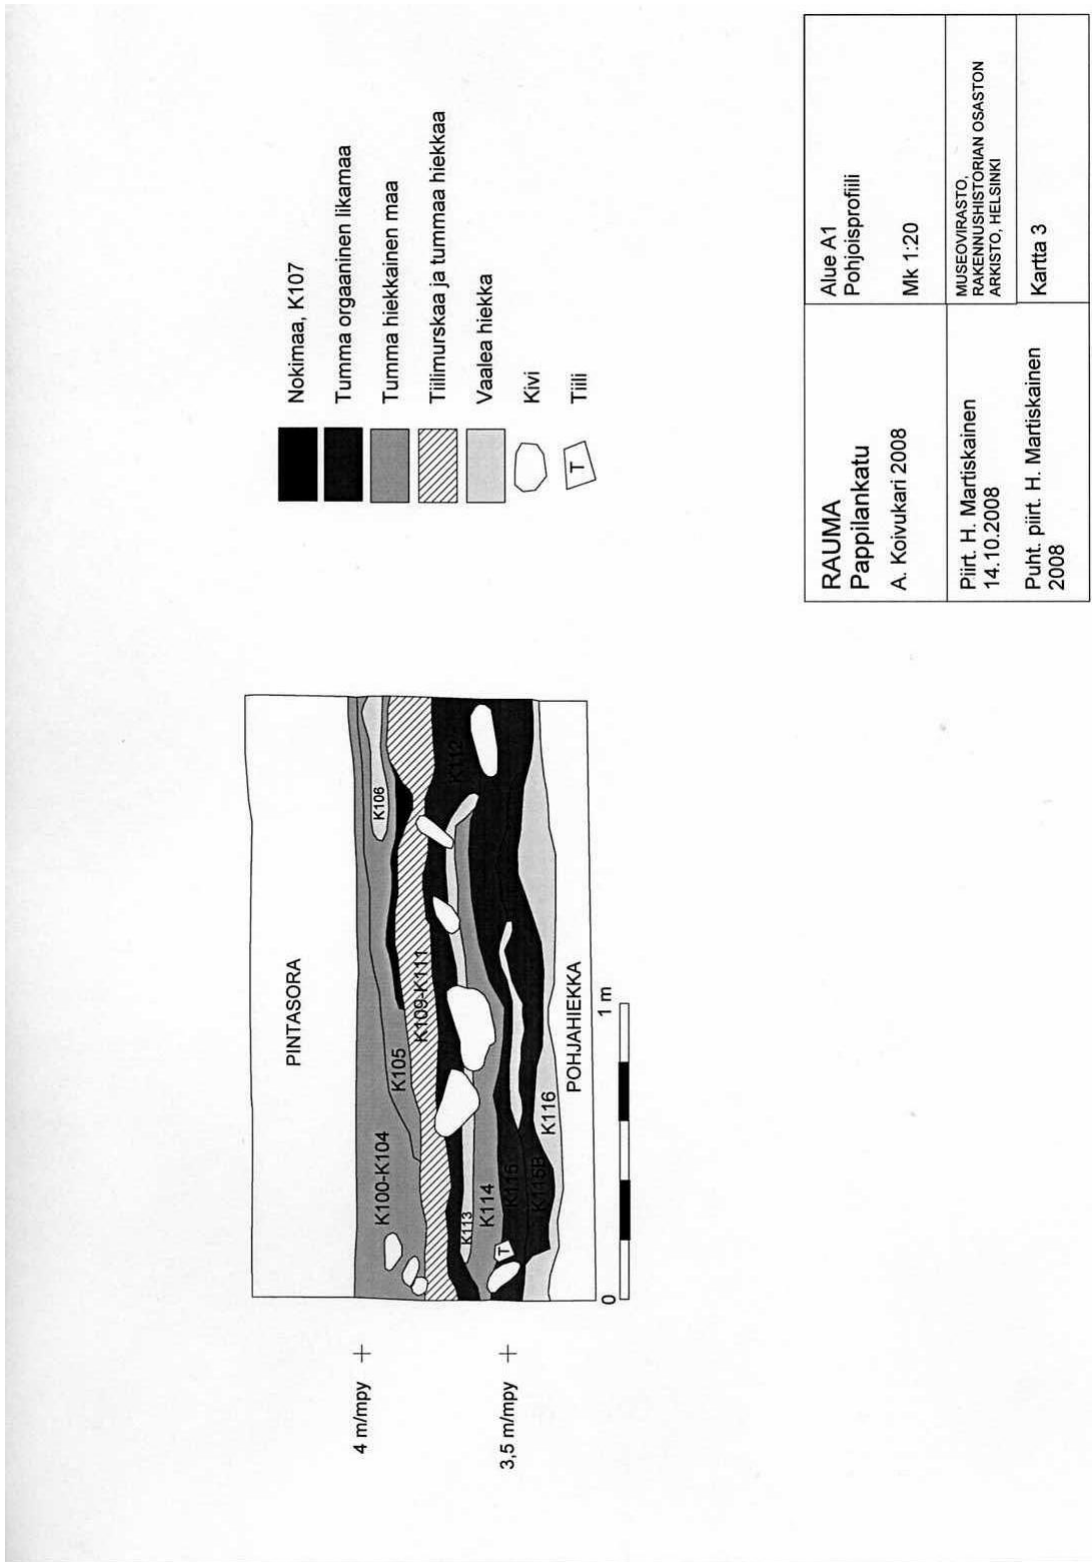 4 m/mpy
3,5 m/mpy
PINTASORA
K100-K104
K105
K106
K109-K111
K112
K113
K114
K115
T
K115B
K116
POHJAHIEKKA
0
1 m
Nokimaa, K107
Tumma orgaaninen likamaa
Tumma hiekkainen maa
Tiilimurskaa ja tummaa hiekkaa
Vaalea hiekka
Kivi
T
Tiili
RAUMA
Pappilankatu
A. Koivukari 2008
Alue A1
Pohjoisprofiili
Mk 1:20
Piirt. H. Martiskainen
14.10.2008
MUSEOVIRASTO,
RAKENNUSHISTORIAN OSASTON
ARKISTO, HELSINKI
Puht. piirt. H. Martiskainen
2008
Kartta 3